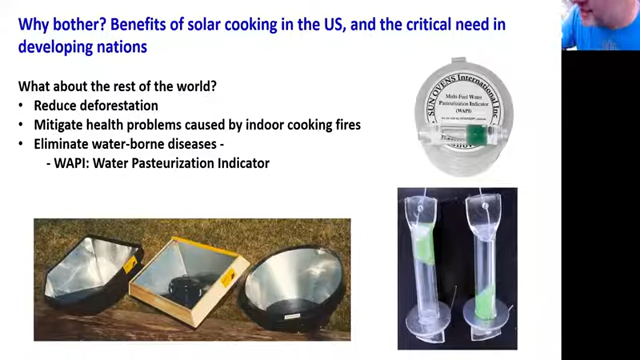 Why bother? Benefits of solar cooking in the US, and the critical need in
developing nations
What about the rest of the world?
• Reduce deforestation
• Mitigate health problems caused by indoor cooking fires
• Eliminate water-borne diseases -
- WAPI: Water Pasteurization Indicator
SUN OVENS International Inc
Multi-Fuel Water
Pasteurization Indicator
(WAPI)